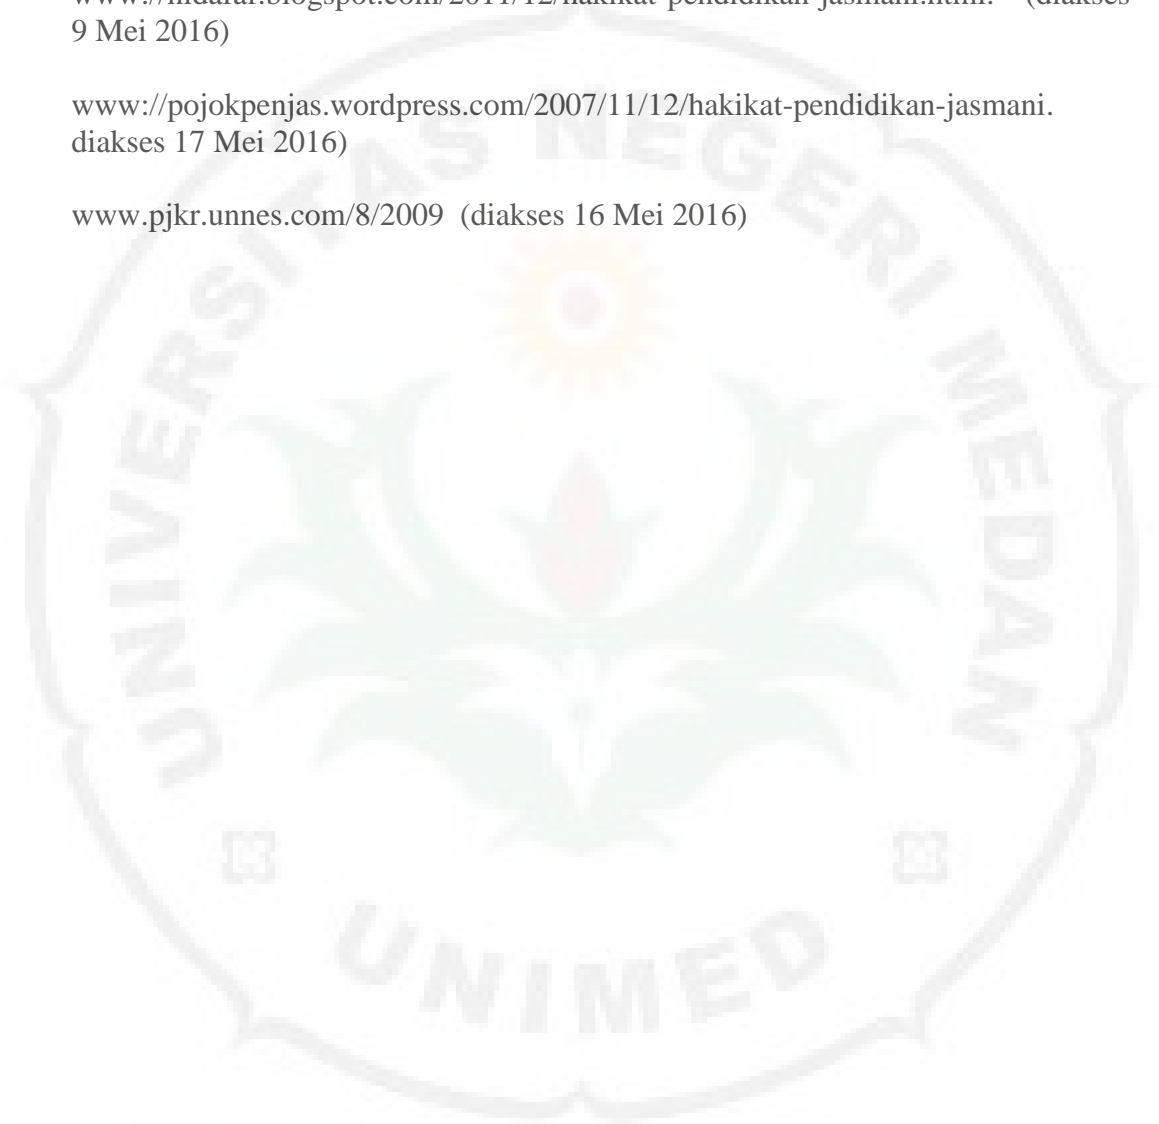 (diakses
9 Mei 2016)
www://pojokpenjas.wordpress.com/2007/11/12/hakikat-pendidikan-jasmani.
diakses 17 Mei 2016)
www.pjkr.unnes.com/8/2009 (diakses 16 Mei 2016)
UNIVERSITAS NEGERI MEDAN
UNIMED